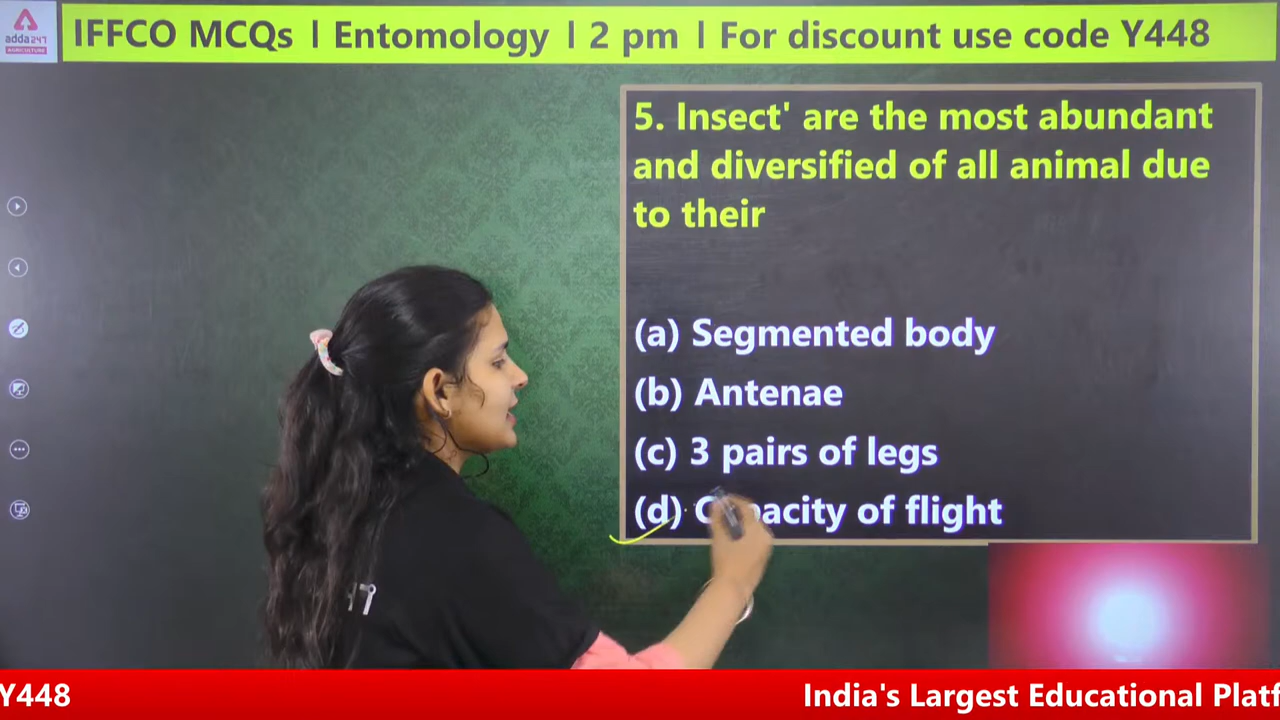 adda247
AGRICULTURE
IFFCO MCQs I Entomology I 2 pm I For discount use code Y448
5. Insect' are the most abundant
and diversified of all animal due
to their
(a) Segmented body
(b) Antenae
(c) 3 pairs of legs
(d) Capacity of flight
Y448
India's Largest Educational Platf